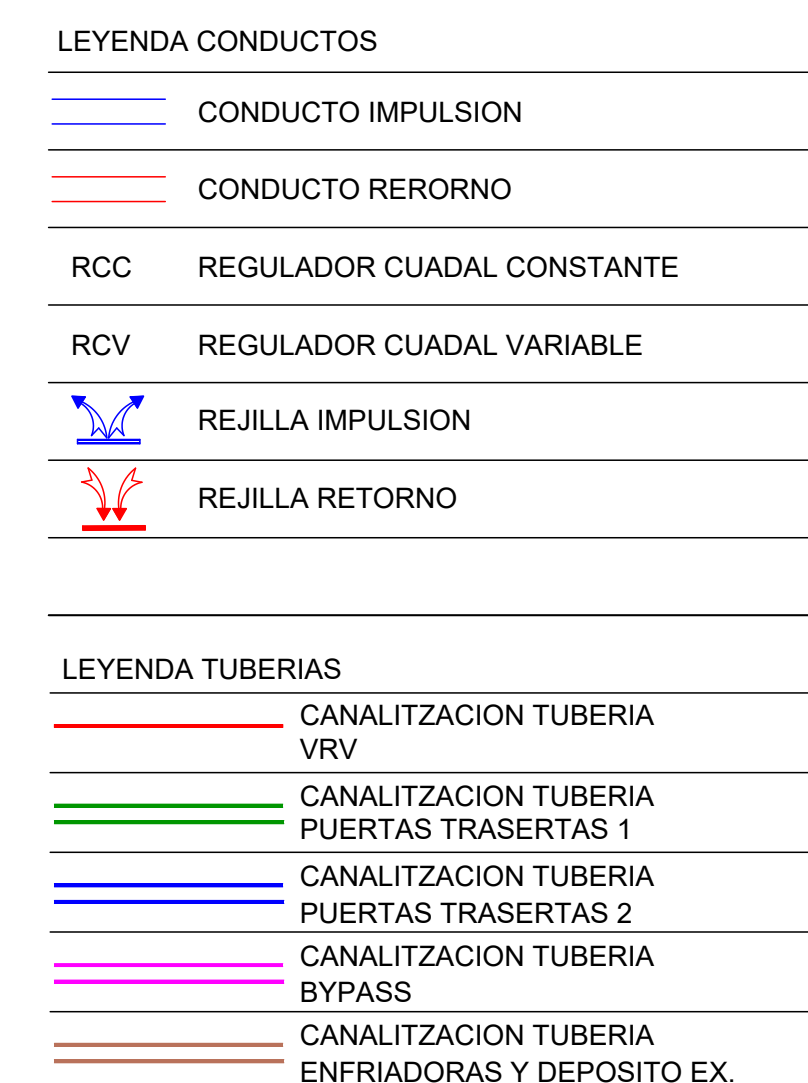 LEYENDA CONDUCTOS
CONDUCTO IMPULSION
CONDUCTO RERORNO
RCC REGULADOR CUADAL CONSTANTE
RCV REGULADOR CUADAL VARIABLE
REJILLA IMPULSION
REJILLA RETORNO
LEYENDA TUBERIAS
CANALITZACION TUBERIA
VRV
CANALITZACION TUBERIA
PUERTAS TRASERTAS 1
CANALITZACION TUBERIA
PUERTAS TRASERTAS 2
CANALITZACION TUBERIA
BYPASS
CANALITZACION TUBERIA
ENFRIADORAS Y DEPOSITO EX.